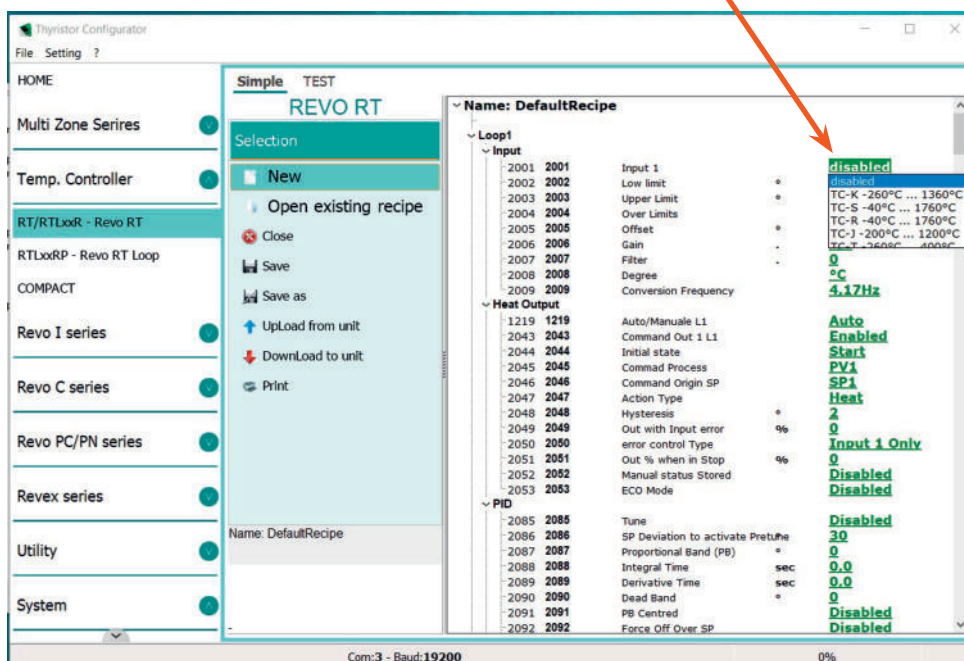 Thyristor Configurator
File Setting ?
HOME
Multi Zone Serires
Temp. Controller
RT/RTLxxR - Revo RT
RTLxxRP - Revo RT Loop
COMPACT
Revo I series
Revo C series
Revo PC/PN series
Revex series
Utility
System
Simple TEST
REVO RT
Selection
New
Open existing recipe
Close
Save
Save as
UpLoad from unit
DownLoad to unit
Print
Name: DefaultRecipe
-
Name: DefaultRecipe
Loop1
Input
2001 2001 Input 1 disabled
2002 2002 Low limit °
2003 2003 Upper Limit °
2004 2004 Over Limits
2005 2005 Offset °
2006 2006 Gain .
2007 2007 Filter . 0
2008 2008 Degree °C
2009 2009 Conversion Frequency 4.17Hz
disabled
TC-K -260°C ... 1360°C
TC-S -40°C ... 1760°C
TC-R -40°C ... 1760°C
TC-J -200°C ... 1200°C
TC-T -260°C ... 400°C
Heat Output
1219 1219 Auto/Manuale L1 Auto
2043 2043 Command Out 1 L1 Enabled
2044 2044 Initial state Start
2045 2045 Commad Process PV1
2046 2046 Command Origin SP SP1
2047 2047 Action Type Heat
2048 2048 Hysteresis ° 2
2049 2049 Out with Input error % 0
2050 2050 error control Type Input 1 Only
2051 2051 Out % when in Stop % 0
2052 2052 Manual status Stored Disabled
2053 2053 ECO Mode Disabled
PID
2085 2085 Tune Disabled
2086 2086 SP Deviation to activate Pretune 30
2087 2087 Proportional Band (PB) ° 0
2088 2088 Integral Time sec 0.0
2089 2089 Derivative Time sec 0.0
2090 2090 Dead Band ° 0
2091 2091 PB Centred Disabled
2092 2092 Force Off Over SP Disabled
Com:3 - Baud:19200 0%